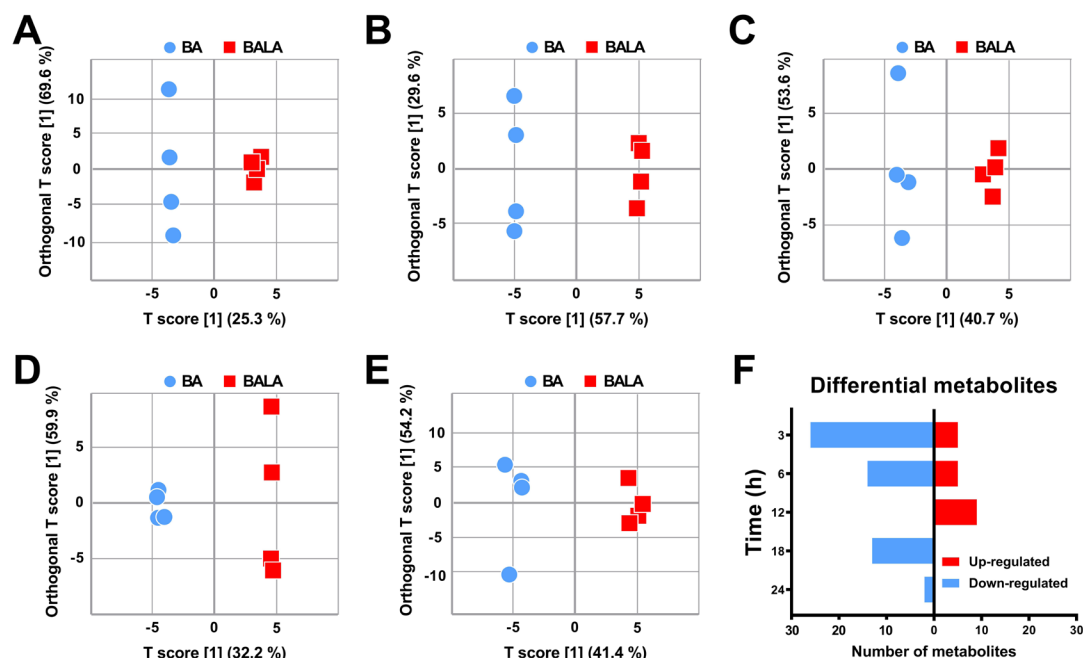 A
BA BALA
Orthogonal T score [1] (69.6 %)
10
5
0
-5
-10
-5 0 5
T score [1] (25.3 %)
B
BA BALA
Orthogonal T score [1] (29.6 %)
5
0
-5
-5 0 5
T score [1] (57.7 %)
C
BA BALA
Orthogonal T score [1] (53.6 %)
5
0
-5
-5 0 5
T score [1] (40.7 %)
D
BA BALA
Orthogonal T score [1] (59.9 %)
5
0
-5
-5 0 5
T score [1] (32.2 %)
E
BA BALA
Orthogonal T score [1] (54.2 %)
10
5
0
-5
-10
-5 0 5
T score [1] (41.4 %)
F
Differential metabolites
Time (h)
3
6
12
18
24
Up-regulated
Down-regulated
30 20 10 0 10 20 30
Number of metabolites